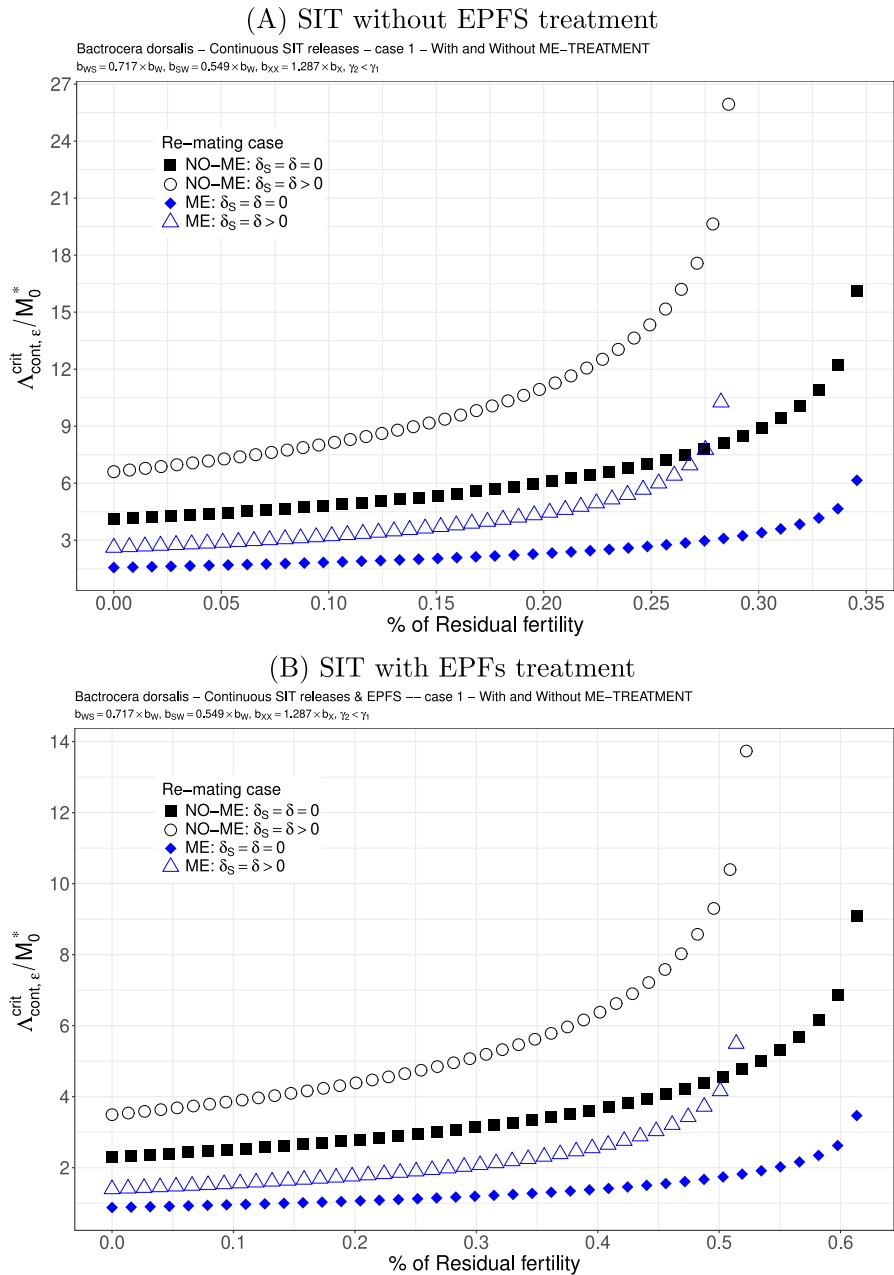 (A) SIT without EPFS treatment
Bactrocera dorsalis − Continuous SIT releases − case 1 − With and Without ME−TREATMENT
b_WS = 0.717 × b_W, b_SW = 0.549 × b_W, b_XX = 1.287 × b_X, γ_2 < γ_1
27
24
21
18
15
12
9
6
3
Λ^crit_cont, ε / M_0^*
Re−mating case
NO−ME: δ_S = δ = 0
NO−ME: δ_S = δ > 0
ME: δ_S = δ = 0
ME: δ_S = δ > 0
0.00 0.05 0.10 0.15 0.20 0.25 0.30 0.35
% of Residual fertility
(B) SIT with EPFs treatment
Bactrocera dorsalis − Continuous SIT releases & EPFS −− case 1 − With and Without ME−TREATMENT
b_WS = 0.717 × b_W, b_SW = 0.549 × b_W, b_XX = 1.287 × b_X, γ_2 < γ_1
14
12
10
8
6
4
2
Λ^crit_cont, ε / M_0^*
Re−mating case
NO−ME: δ_S = δ = 0
NO−ME: δ_S = δ > 0
ME: δ_S = δ = 0
ME: δ_S = δ > 0
0.0 0.1 0.2 0.3 0.4 0.5 0.6
% of Residual fertility